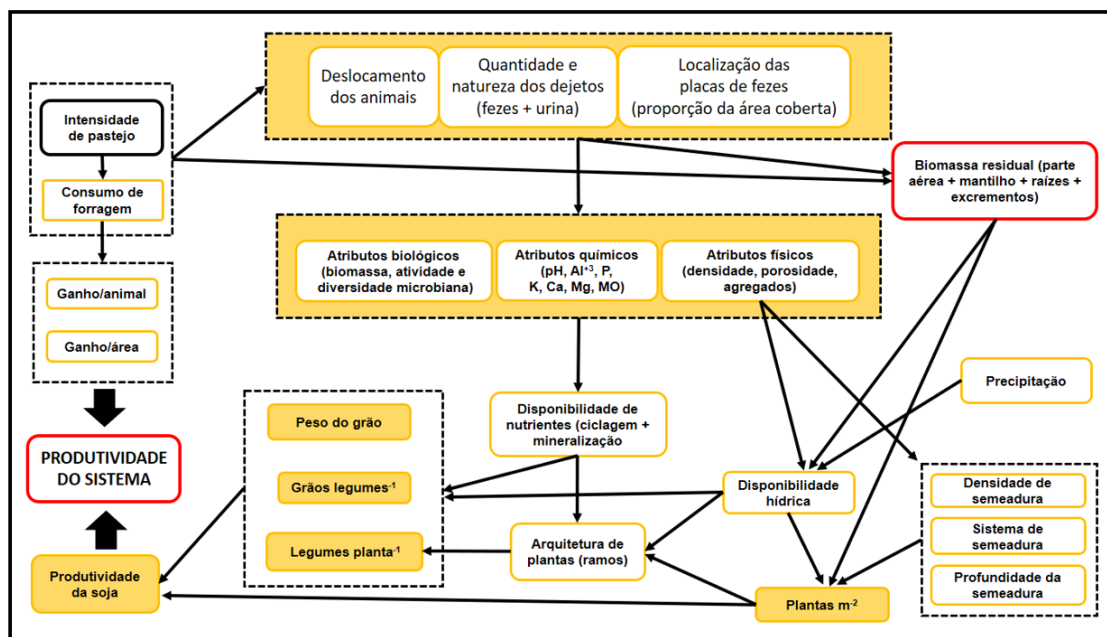 Deslocamento
dos animais
Quantidade e
natureza dos dejetos
(fezes + urina)
Localização das
placas de fezes
(proporção da área coberta)
Intensidade
de pastejo
Consumo de
forragem
Biomassa residual (parte
aérea + mantilho + raízes +
excrementos)
Atributos biológicos
(biomassa, atividade e
diversidade microbiana)
Atributos químicos
(pH, Al⁺³, P,
K, Ca, Mg, MO)
Atributos físicos
(densidade, porosidade,
agregados)
Ganho/animal
Ganho/área
Precipitação
Peso do grão
Disponibilidade de
nutrientes (ciclagem +
mineralização
PRODUTIVIDADE
DO SISTEMA
Grãos legumes⁻¹
Disponibilidade
hídrica
Densidade de
semeadura
Sistema de
semeadura
Legumes planta⁻¹
Arquitetura de
plantas (ramos)
Profundidade da
semeadura
Produtividade
da soja
Plantas m⁻²